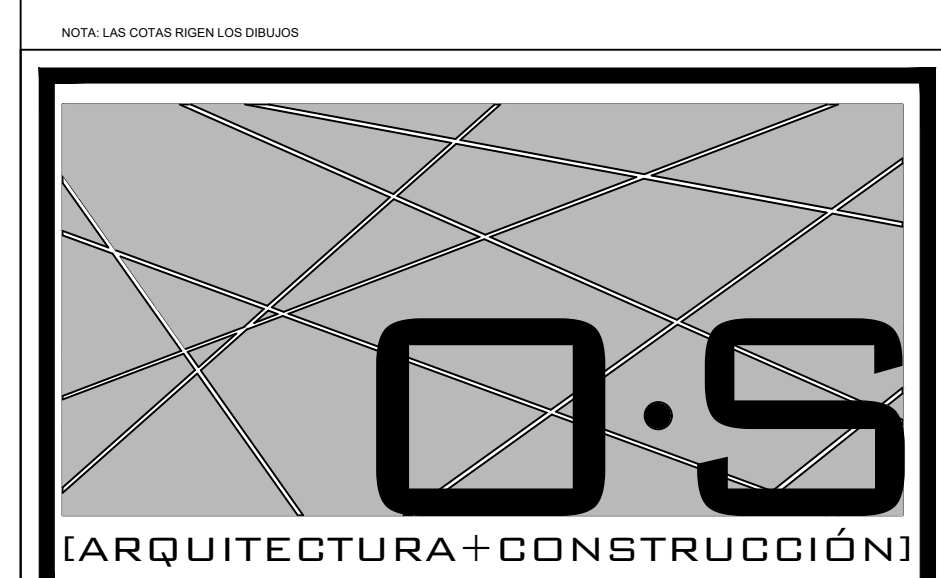 NOTA: LAS COTAS RIGEN LOS DIBUJOS
O·S
[ARQUITECTURA+CONSTRUCCIÓN]